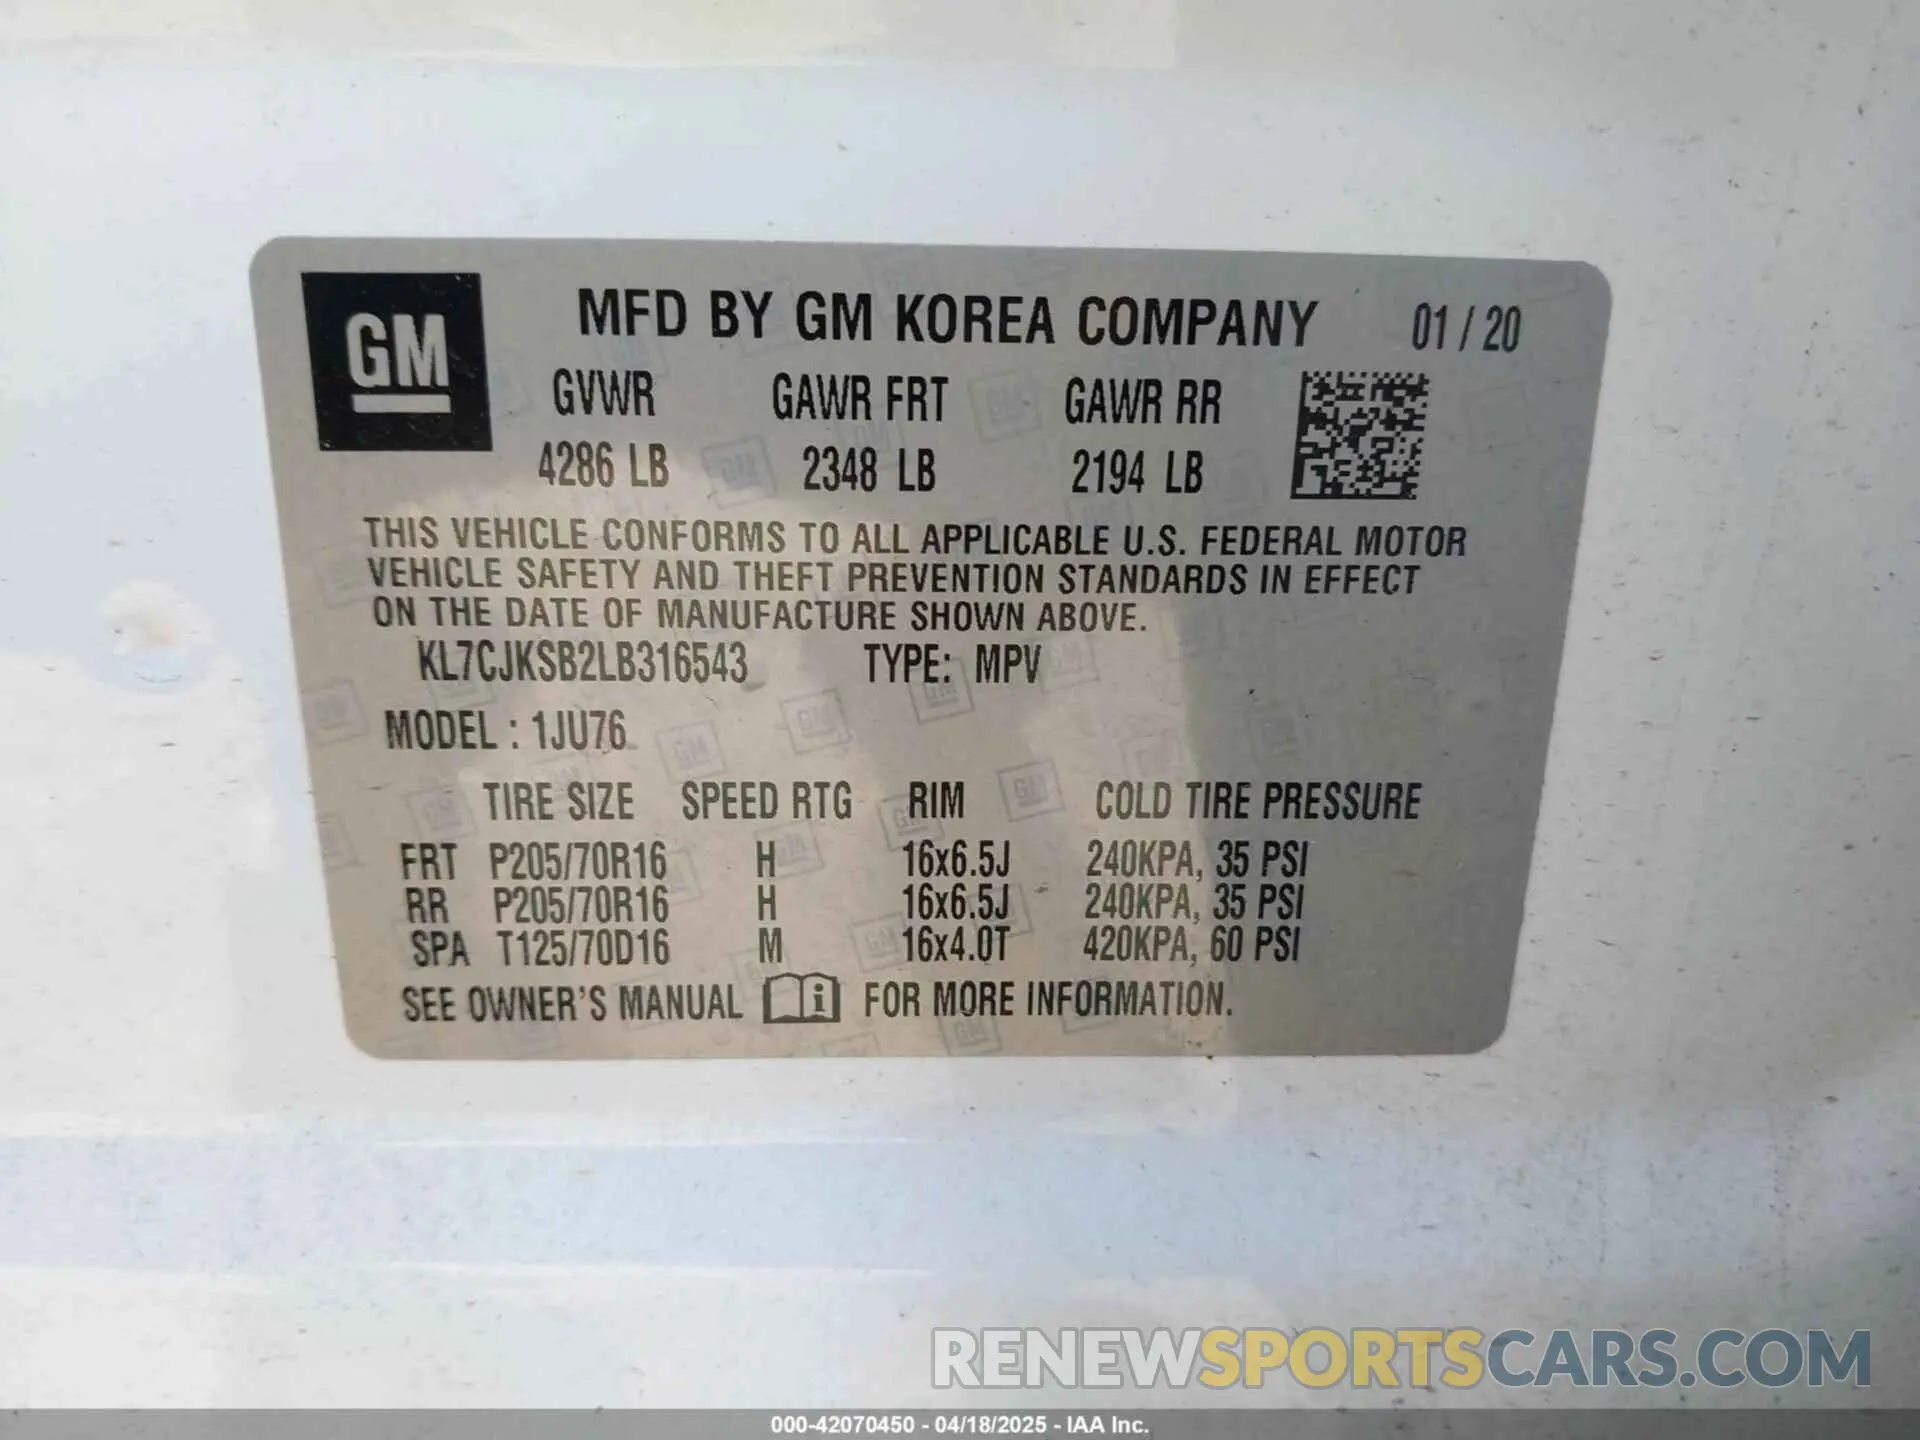 GM
MFD BY GM KOREA COMPANY 01 / 20
GVWR GAWR FRT GAWR RR
4286 LB 2348 LB 2194 LB
THIS VEHICLE CONFORMS TO ALL APPLICABLE U.S. FEDERAL MOTOR
VEHICLE SAFETY AND THEFT PREVENTION STANDARDS IN EFFECT
ON THE DATE OF MANUFACTURE SHOWN ABOVE.
KL7CJKSB2LB316543 TYPE: MPV
MODEL : 1JU76
TIRE SIZE SPEED RTG RIM COLD TIRE PRESSURE
FRT P205/70R16 H 16x6.5J 240KPA, 35 PSI
RR P205/70R16 H 16x6.5J 240KPA, 35 PSI
SPA T125/70D16 M 16x4.0T 420KPA, 60 PSI
SEE OWNER'S MANUAL i FOR MORE INFORMATION.
RENEWSPORTSCARS.COM
000-42070450 - 04/18/2025 - IAA Inc.